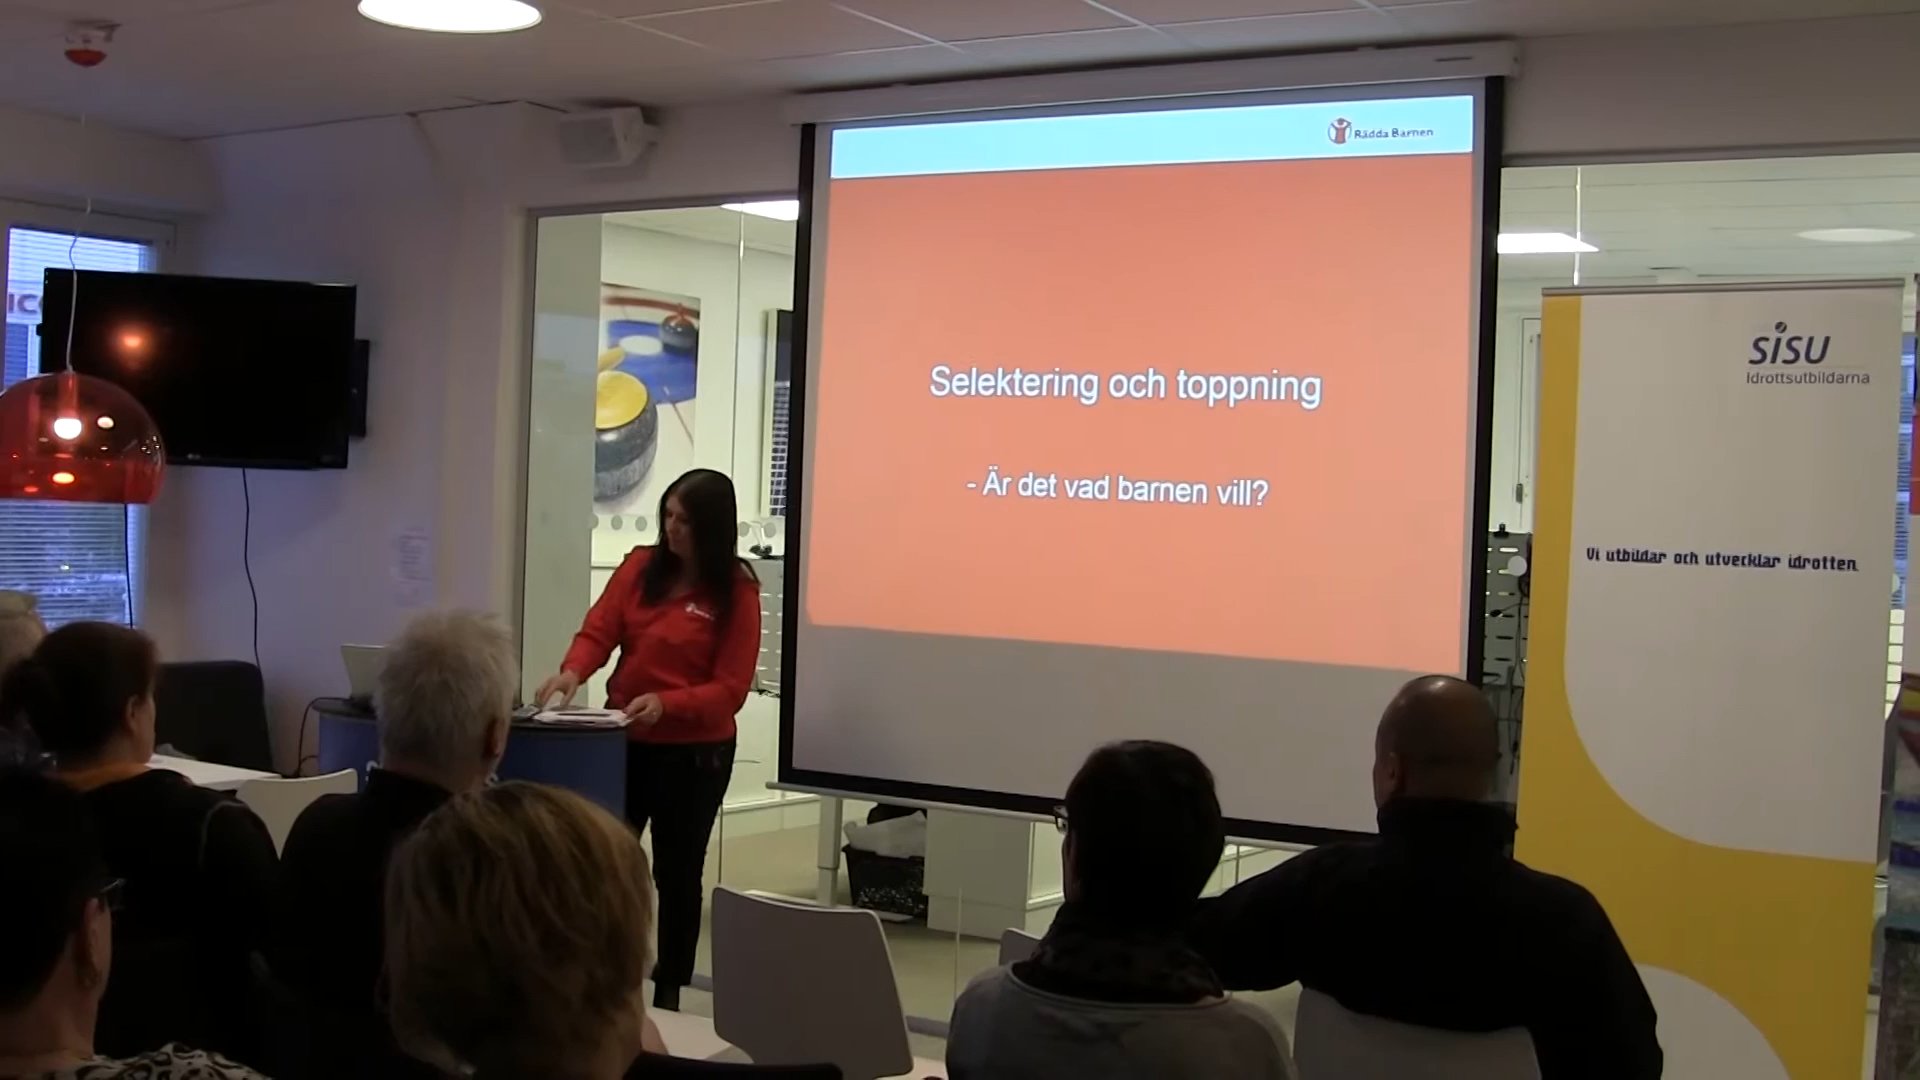 Rädda Barnen
Selektering och toppning
- Är det vad barnen vill?
SISU
Idrottsutbildarna
Vi utbildar och utvecklar idrotten